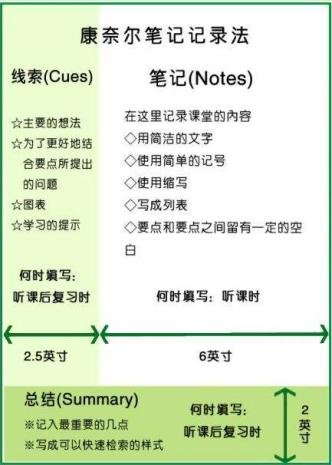 康奈尔笔记记录法
线索(Cues)
☆主要的想法
☆为了更好地结
合要点所提出
的问题
☆图表
☆学习的提示
何时填写:
听课后复习时
笔记(Notes)
在这里记录课堂的内容
◇用简洁的文字
◇使用简单的记号
◇使用缩写
◇写成列表
◇要点和要点之间留有一定的空
白
何时填写: 听课时
2.5英寸
6英寸
总结(Summary)
※记入最重要的几点
※写成可以快速检索的样式
何时填写:
听课后复习时
2英寸